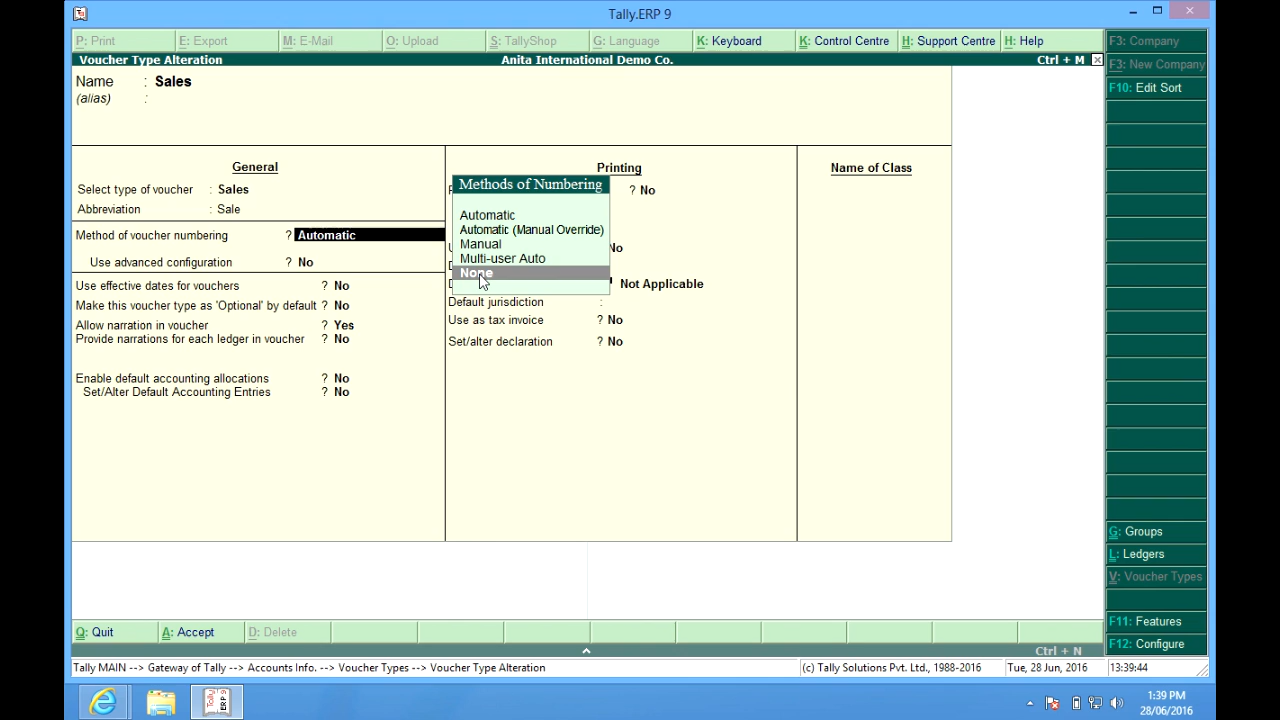 Tally.ERP 9
P: Print E: Export M: E-Mail O: Upload S: TallyShop G: Language K: Keyboard K: Control Centre H: Support Centre H: Help
F3: Company
Voucher Type Alteration Anita International Demo Co. Ctrl + M
F3: New Company
F10: Edit Sort
Name : Sales
(alias) :
General
Printing
Name of Class
Select type of voucher : Sales
? No
Abbreviation : Sale
Methods of Numbering
Automatic
Automatic (Manual Override)
Manual
Multi-user Auto
None
Method of voucher numbering ? Automatic
No
Use advanced configuration ? No
Use effective dates for vouchers ? No
Not Applicable
Make this voucher type as 'Optional' by default ? No
Default jurisdiction :
Allow narration in voucher ? Yes
Use as tax invoice ? No
Provide narrations for each ledger in voucher ? No
Set/alter declaration ? No
Enable default accounting allocations ? No
Set/Alter Default Accounting Entries ? No
G: Groups
L: Ledgers
V: Voucher Types
F11: Features
F12: Configure
Q: Quit A: Accept D: Delete
Ctrl + N
Tally MAIN --> Gateway of Tally --> Accounts Info. --> Voucher Types --> Voucher Type Alteration (c) Tally Solutions Pvt. Ltd., 1988-2016 Tue, 28 Jun, 2016 13:39:44
ERP 9
1:39 PM
28/06/2016